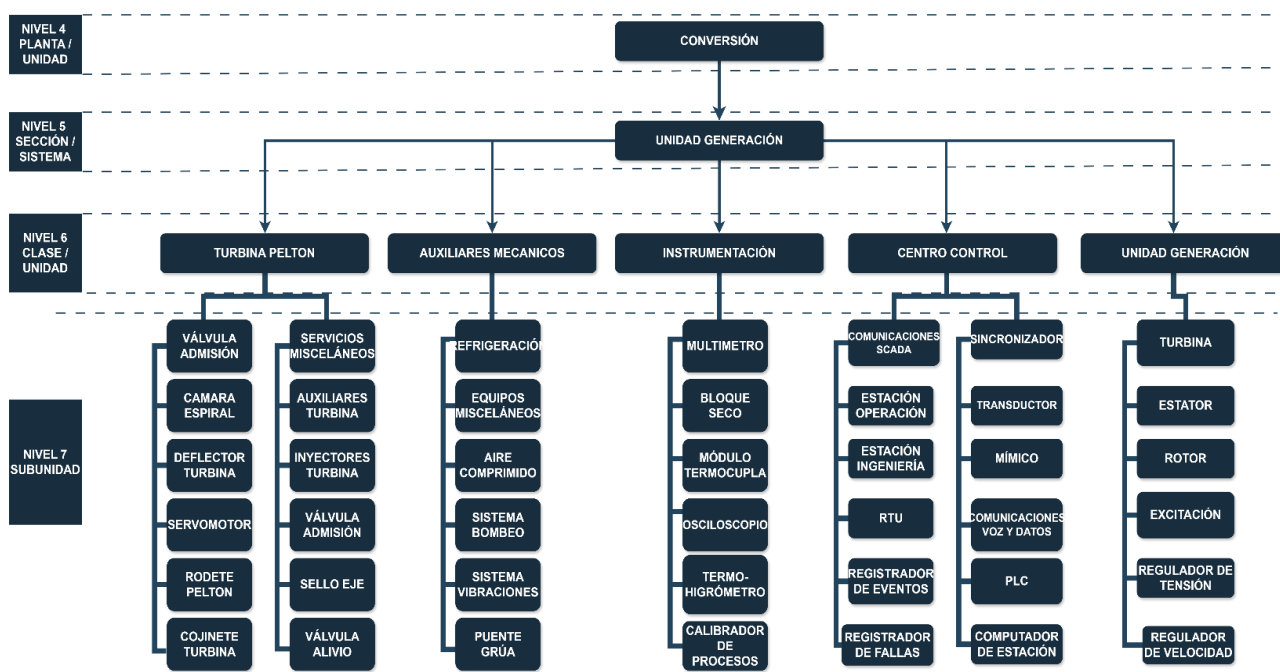 NIVEL 4
PLANTA /
UNIDAD
CONVERSIÓN
NIVEL 5
SECCIÓN /
SISTEMA
UNIDAD GENERACIÓN
NIVEL 6
CLASE /
UNIDAD
TURBINA PELTON
AUXILIARES MECANICOS
INSTRUMENTACIÓN
CENTRO CONTROL
UNIDAD GENERACIÓN
NIVEL 7
SUBUNIDAD
VÁLVULA
ADMISIÓN
CAMARA
ESPIRAL
DEFLECTOR
TURBINA
SERVOMOTOR
RODETE
PELTON
COJINETE
TURBINA
SERVICIOS
MISCELÁNEOS
AUXILIARES
TURBINA
INYECTORES
TURBINA
VÁLVULA
ADMISIÓN
SELLO EJE
VÁLVULA
ALIVIO
REFRIGERACIÓN
EQUIPOS
MISCELÁNEOS
AIRE
COMPRIMIDO
SISTEMA
BOMBEO
SISTEMA
VIBRACIONES
PUENTE
GRÚA
MULTIMETRO
BLOQUE
SECO
MÓDULO
TERMOCUPLA
OSCILOSCOPIO
TERMO-
HIGRÓMETRO
CALIBRADOR
DE
PROCESOS
COMUNICACIONES
SCADA
ESTACIÓN
OPERACIÓN
ESTACIÓN
INGENIERÍA
RTU
REGISTRADOR
DE EVENTOS
REGISTRADOR
DE FALLAS
SINCRONIZADOR
TRANSDUCTOR
MÍMICO
COMUNICACIONES
VOZ Y DATOS
PLC
COMPUTADOR
DE ESTACIÓN
TURBINA
ESTATOR
ROTOR
EXCITACIÓN
REGULADOR DE
TENSIÓN
REGULADOR
DE VELOCIDAD